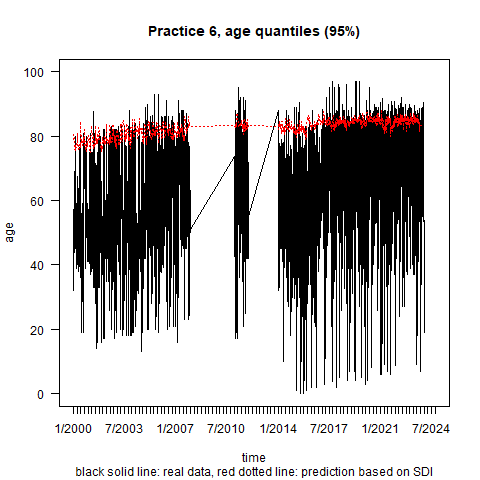 Practice 6, age quantiles (95%)
100
80
60
40
20
0
age
1/2000 7/2003 1/2007 7/2010 1/2014 7/2017 1/2021 7/2024
time
black solid line: real data, red dotted line: prediction based on SDI